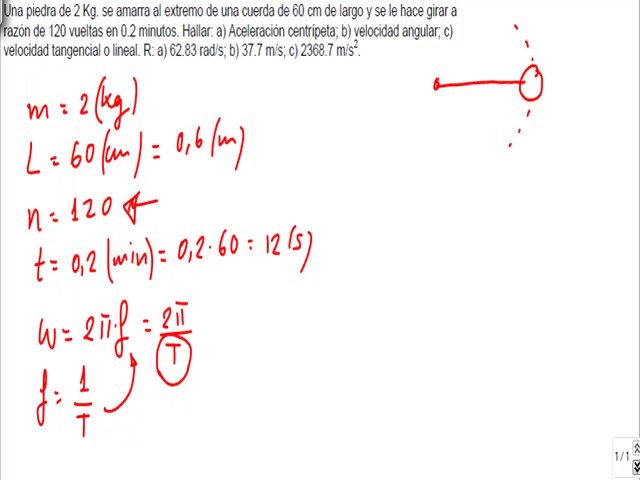 Una piedra de 2 Kg. se amarra al extremo de una cuerda de 60 cm de largo y se le hace girar a
razón de 120 vueltas en 0.2 minutos. Hallar: a) Aceleración centrípeta; b) velocidad angular; c)
velocidad tangencial o lineal. R: a) 62.83 rad/s; b) 37.7 m/s; c) 2368.7 m/s².
m = 2 (kg)
L = 60 (cm) = 0,6 (m)
n = 120 ←
t = 0,2 (min) = 0,2 · 60 = 12 (s)
ω = 2π·f = 2π/T
f = 1/T
1/1